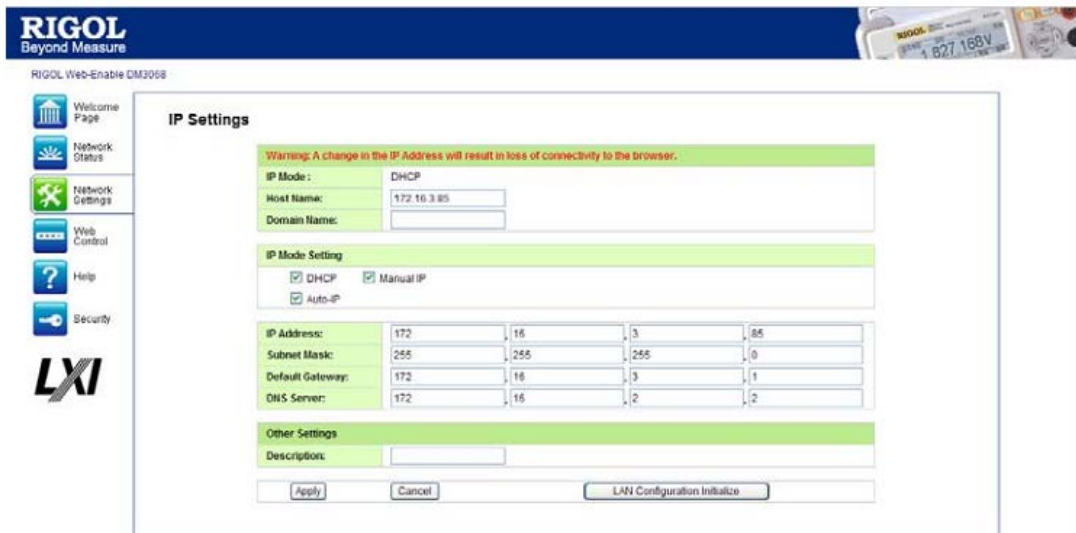 RIGOL
Beyond Measure
RIGOL
1.827,168V
RIGOL Web-Enable DM3068
Welcome Page
Network Status
Network Settings
Web Control
Help
Security
LXI
IP Settings
Warning: A change in the IP Address will result in loss of connectivity to the browser.
IP Mode : DHCP
Host Name: 172.16.3.85
Domain Name:
IP Mode Setting
DHCP Manual IP
Auto-IP
IP Address: 172 . 16 . 3 . 85
Subnet Mask: 255 . 255 . 255 . 0
Default Gateway: 172 . 16 . 3 . 1
DNS Server: 172 . 16 . 2 . 2
Other Settings
Description:
Apply Cancel LAN Configuration Initialize